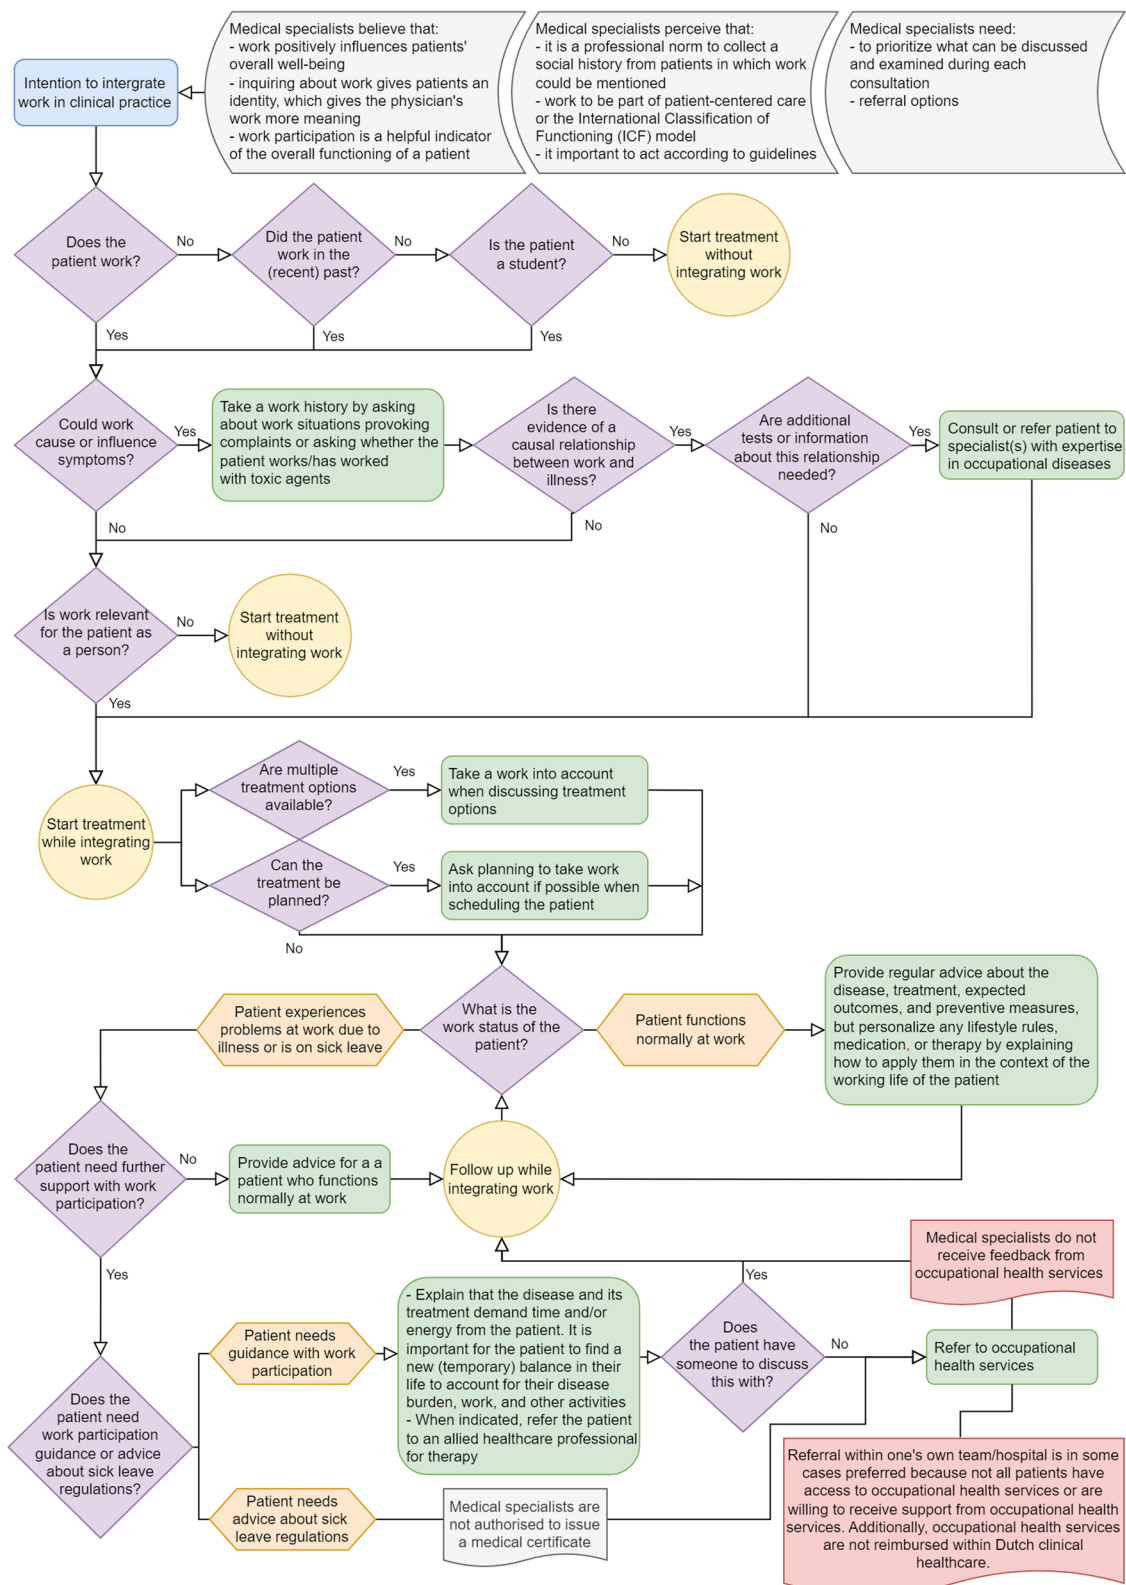 Medical specialists believe that:
- work positively influences patients'
overall well-being
- inquiring about work gives patients an
identity, which gives the physician's
work more meaning
- work participation is a helpful indicator
of the overall functioning of a patient
Medical specialists perceive that:
- it is a professional norm to collect a
social history from patients in which work
could be mentioned
- work to be part of patient-centered care
or the International Classification of
Functioning (ICF) model
- it important to act according to guidelines
Medical specialists need:
- to prioritize what can be discussed
and examined during each
consultation
- referral options
Intention to intergrate
work in clinical practice
Does the
patient work?
No
Did the patient
work in the
(recent) past?
No
Is the patient
a student?
No
Start treatment
without
integrating work
Yes
Yes
Yes
Could work
cause or influence
symptoms?
Yes
Take a work history by asking
about work situations provoking
complaints or asking whether the
patient works/has worked
with toxic agents
Is there
evidence of a
causal relationship
between work and
illness?
Yes
Are additional
tests or information
about this relationship
needed?
Yes
Consult or refer patient to
specialist(s) with expertise
in occupational diseases
No
No
No
Is work relevant
for the patient as
a person?
No
Start treatment
without
integrating work
Yes
Start treatment
while integrating
work
Are multiple
treatment options
available?
Yes
Take a work into account
when discussing treatment
options
Can the
treatment be
planned?
Yes
Ask planning to take work
into account if possible when
scheduling the patient
No
What is the
work status of the
patient?
Patient experiences
problems at work due to
illness or is on sick leave
Patient functions
normally at work
Provide regular advice about the
disease, treatment, expected
outcomes, and preventive measures,
but personalize any lifestyle rules,
medication, or therapy by explaining
how to apply them in the context of the
working life of the patient
Does the
patient need further
support with work
participation?
No
Provide advice for a a
patient who functions
normally at work
Follow up while
integrating work
Yes
Medical specialists do not
receive feedback from
occupational health services
Does the
patient need
work participation
guidance or advice
about sick leave
regulations?
Patient needs
guidance with work
participation
- Explain that the disease and its
treatment demand time and/or
energy from the patient. It is
important for the patient to find a
new (temporary) balance in their
life to account for their disease
burden, work, and other activities
- When indicated, refer the patient
to an allied healthcare professional
for therapy
Yes
Does
the patient have
someone to discuss
this with?
No
Refer to occupational
health services
Patient needs
advice about sick
leave regulations
Medical specialists are
not authorised to issue
a medical certificate
Referral within one's own team/hospital is in some
cases preferred because not all patients have
access to occupational health services or are
willing to receive support from occupational health
services. Additionally, occupational health services
are not reimbursed within Dutch clinical
healthcare.